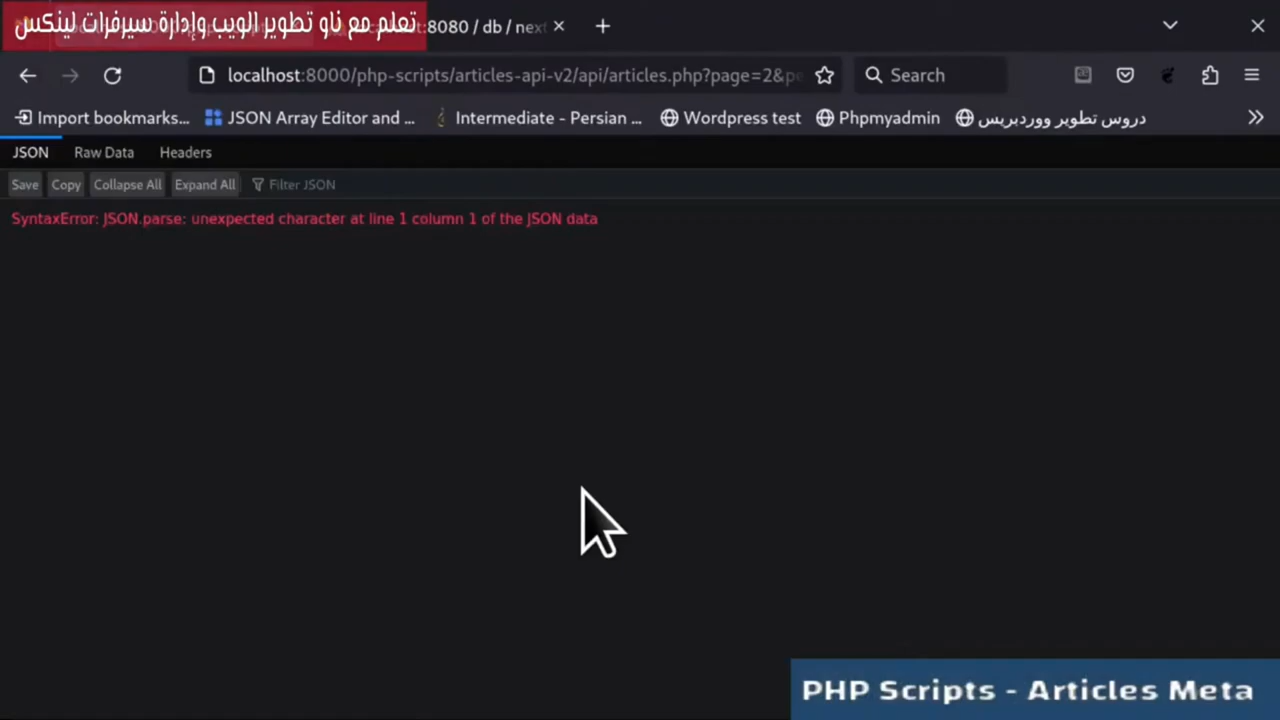 تعلم مع ناو تطوير الويب وإدارة سيرفرات لينكس
:8080 / db / next
localhost:8000/php-scripts/articles-api-v2/api/articles.php?page=2&pe
Search
Import bookmarks...
JSON Array Editor and ...
Intermediate - Persian ...
Wordpress test
Phpmyadmin
دروس تطوير ووردبريس
JSON
Raw Data
Headers
Save
Copy
Collapse All
Expand All
Filter JSON
SyntaxError: JSON.parse: unexpected character at line 1 column 1 of the JSON data
PHP Scripts - Articles Meta